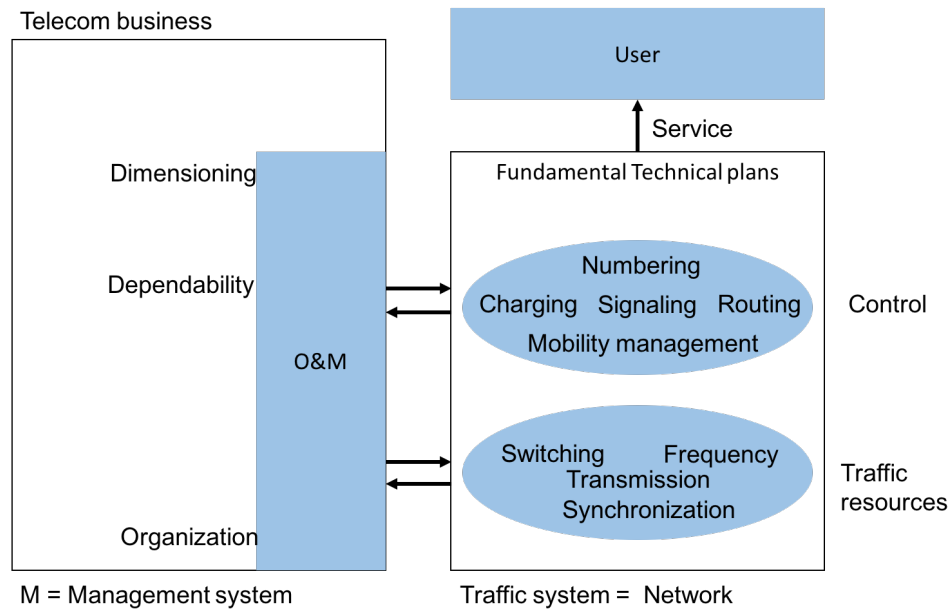 Telecom business
User
Service
Dimensioning
Fundamental Technical plans
Dependability
Numbering
Charging Signaling Routing
Control
Mobility management
O&M
Switching Frequency
Transmission
Traffic
resources
Synchronization
Organization
M = Management system
Traffic system = Network